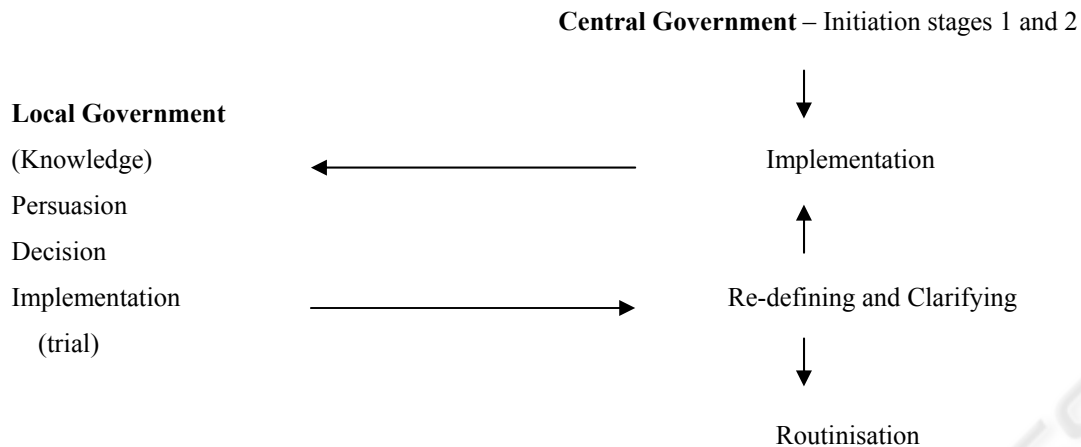 Central Government – Initiation stages 1 and 2
Local Government
(Knowledge)
Implementation
Persuasion
Decision
Implementation
Re-defining and Clarifying
(trial)
Routinisation